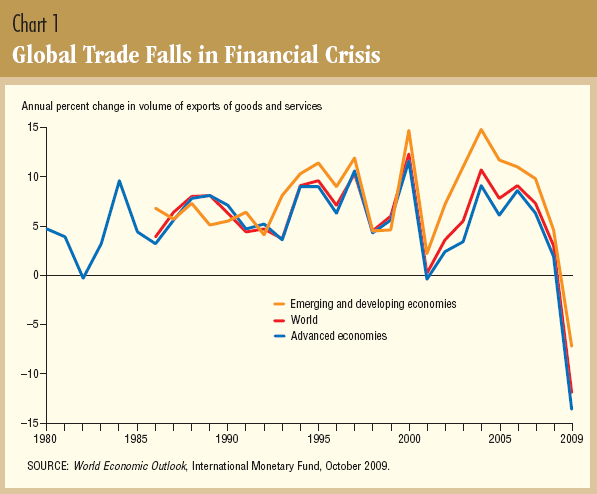 Chart 1
Global Trade Falls in Financial Crisis
Annual percent change in volume of exports of goods and services
15
10
5
0
–5
–10
–15
Emerging and developing economies
World
Advanced economies
1980 1985 1990 1995 2000 2005 2009
SOURCE: World Economic Outlook, International Monetary Fund, October 2009.